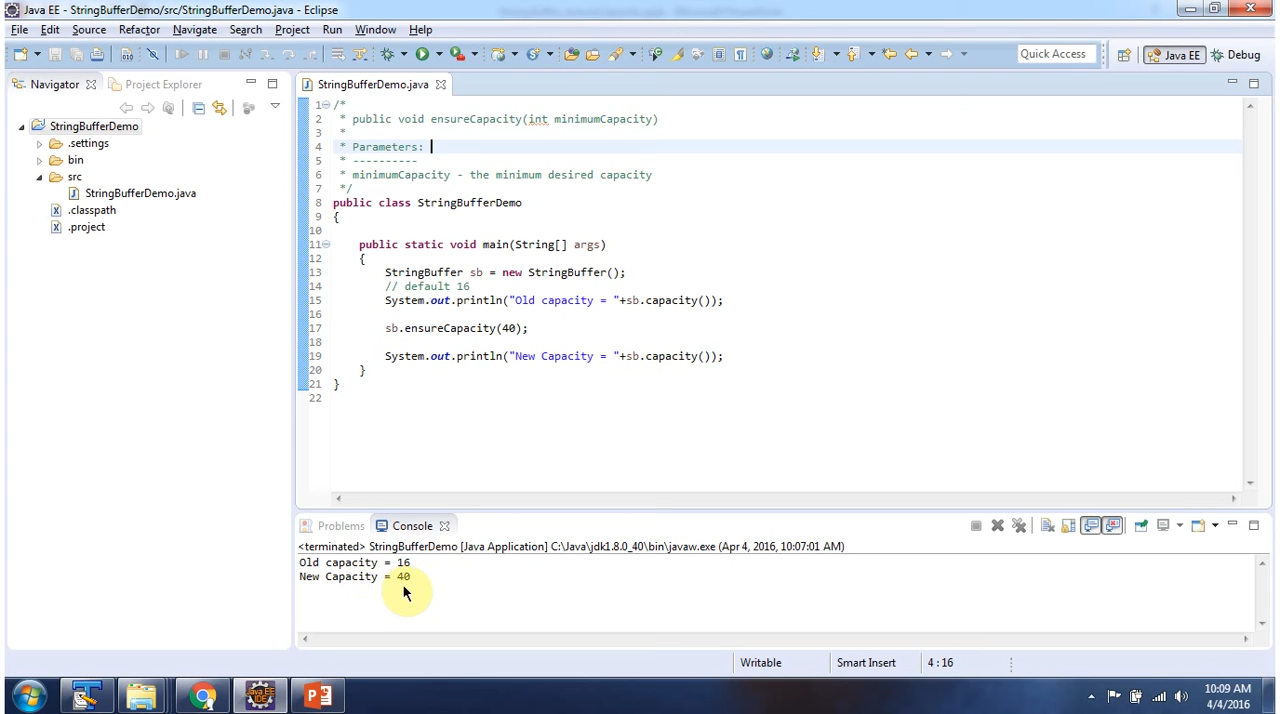 Java EE - StringBufferDemo/src/StringBufferDemo.java - Eclipse
File Edit Source Refactor Navigate Search Project Run Window Help
Quick Access Java EE Debug
Navigator Project Explorer
StringBufferDemo
.settings
bin
src
StringBufferDemo.java
.classpath
.project
StringBufferDemo.java
1 /*
2 * public void ensureCapacity(int minimumCapacity)
3 *
4 * Parameters:
5 * ----------
6 * minimumCapacity - the minimum desired capacity
7 */
8 public class StringBufferDemo
9 {
10
11 public static void main(String[] args)
12 {
13 StringBuffer sb = new StringBuffer();
14 // default 16
15 System.out.println("Old capacity = "+sb.capacity());
16
17 sb.ensureCapacity(40);
18
19 System.out.println("New Capacity = "+sb.capacity());
20 }
21 }
22
Problems Console
<terminated> StringBufferDemo [Java Application] C:\Java\jdk1.8.0_40\bin\javaw.exe (Apr 4, 2016, 10:07:01 AM)
Old capacity = 16
New Capacity = 40
Writable Smart Insert 4 : 16
Java EE
IDE
10:09 AM
4/4/2016